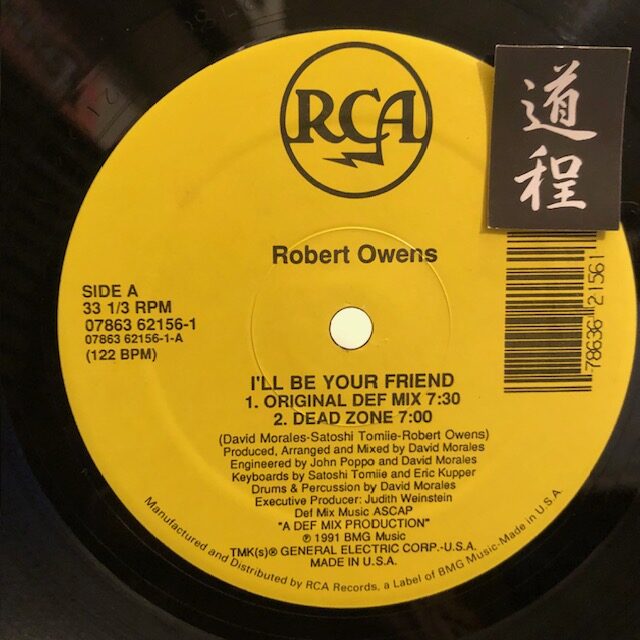 RCA
道
程
Robert Owens
SIDE A
33 1/3 RPM
07863 62156-1
07863 62156-1-A
(122 BPM)
78636 21561
I'LL BE YOUR FRIEND
1. ORIGINAL DEF MIX 7:30
2. DEAD ZONE 7:00
(David Morales-Satoshi Tomiie-Robert Owens)
Produced, Arranged and Mixed by David Morales
Engineered by John Poppo and David Morales
Keyboards by Satoshi Tomiie and Eric Kupper
Drums & Percussion by David Morales
Executive Producer: Judith Weinstein
Def Mix Music ASCAP
"A DEF MIX PRODUCTION"
℗ 1991 BMG Music
TMK(s)® GENERAL ELECTRIC CORP.-U.S.A.
MADE IN U.S.A.
Manufactured and Distributed by RCA Records, a Label of BMG Music-Made in U.S.A.